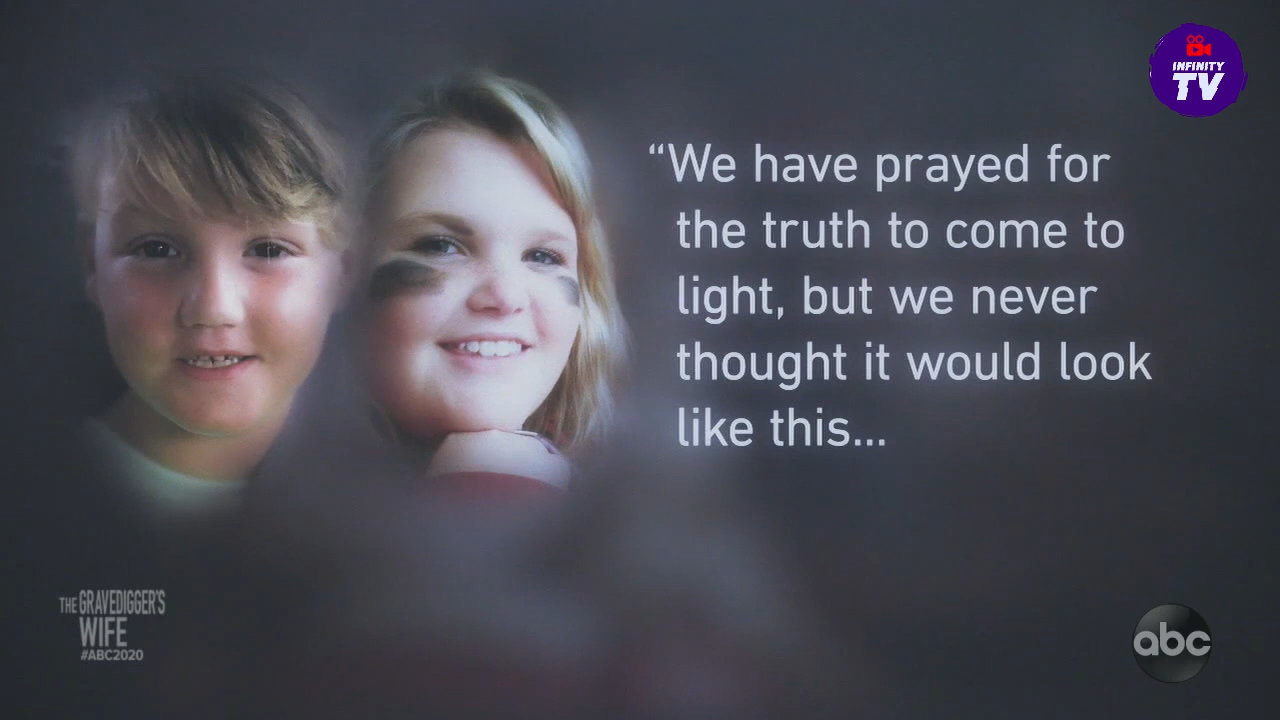 INFINITY
TV
“We have prayed for
the truth to come to
light, but we never
thought it would look
like this...
THE GRAVEDIGGER'S
WIFE
#ABC2020
abc